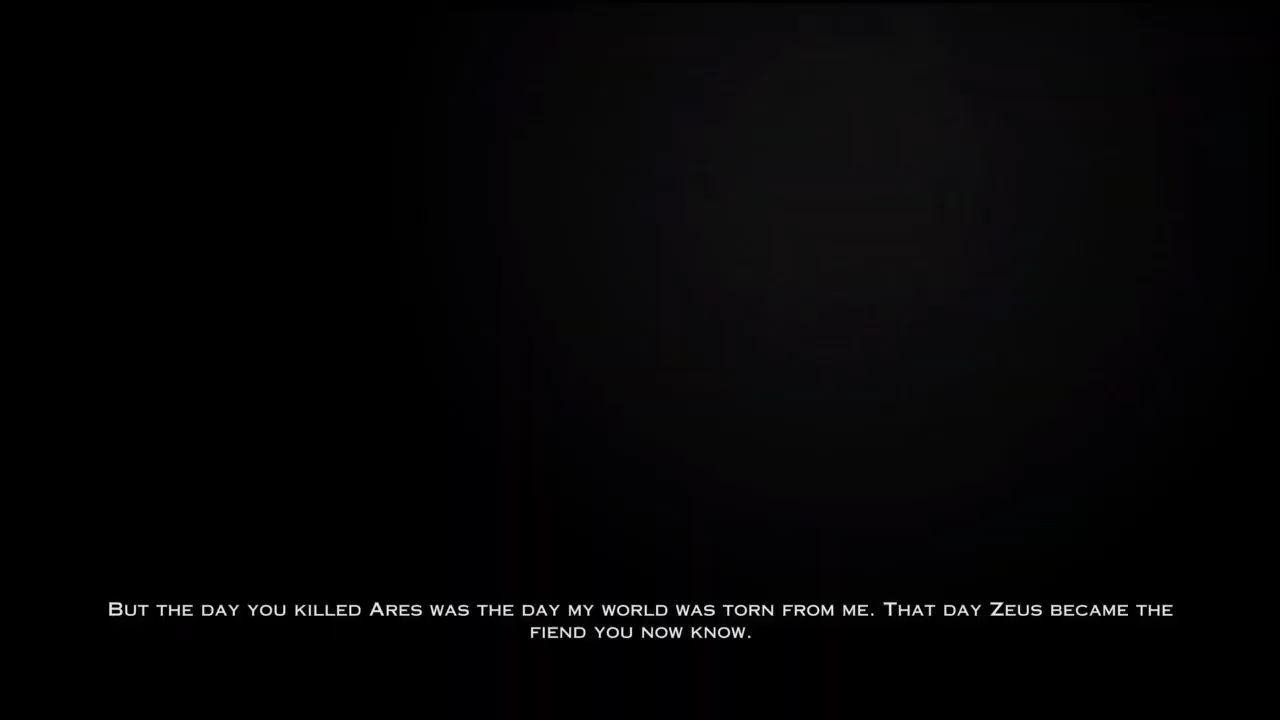 But the day you killed Ares was the day my world was torn from me. That day Zeus became the
fiend you now know.